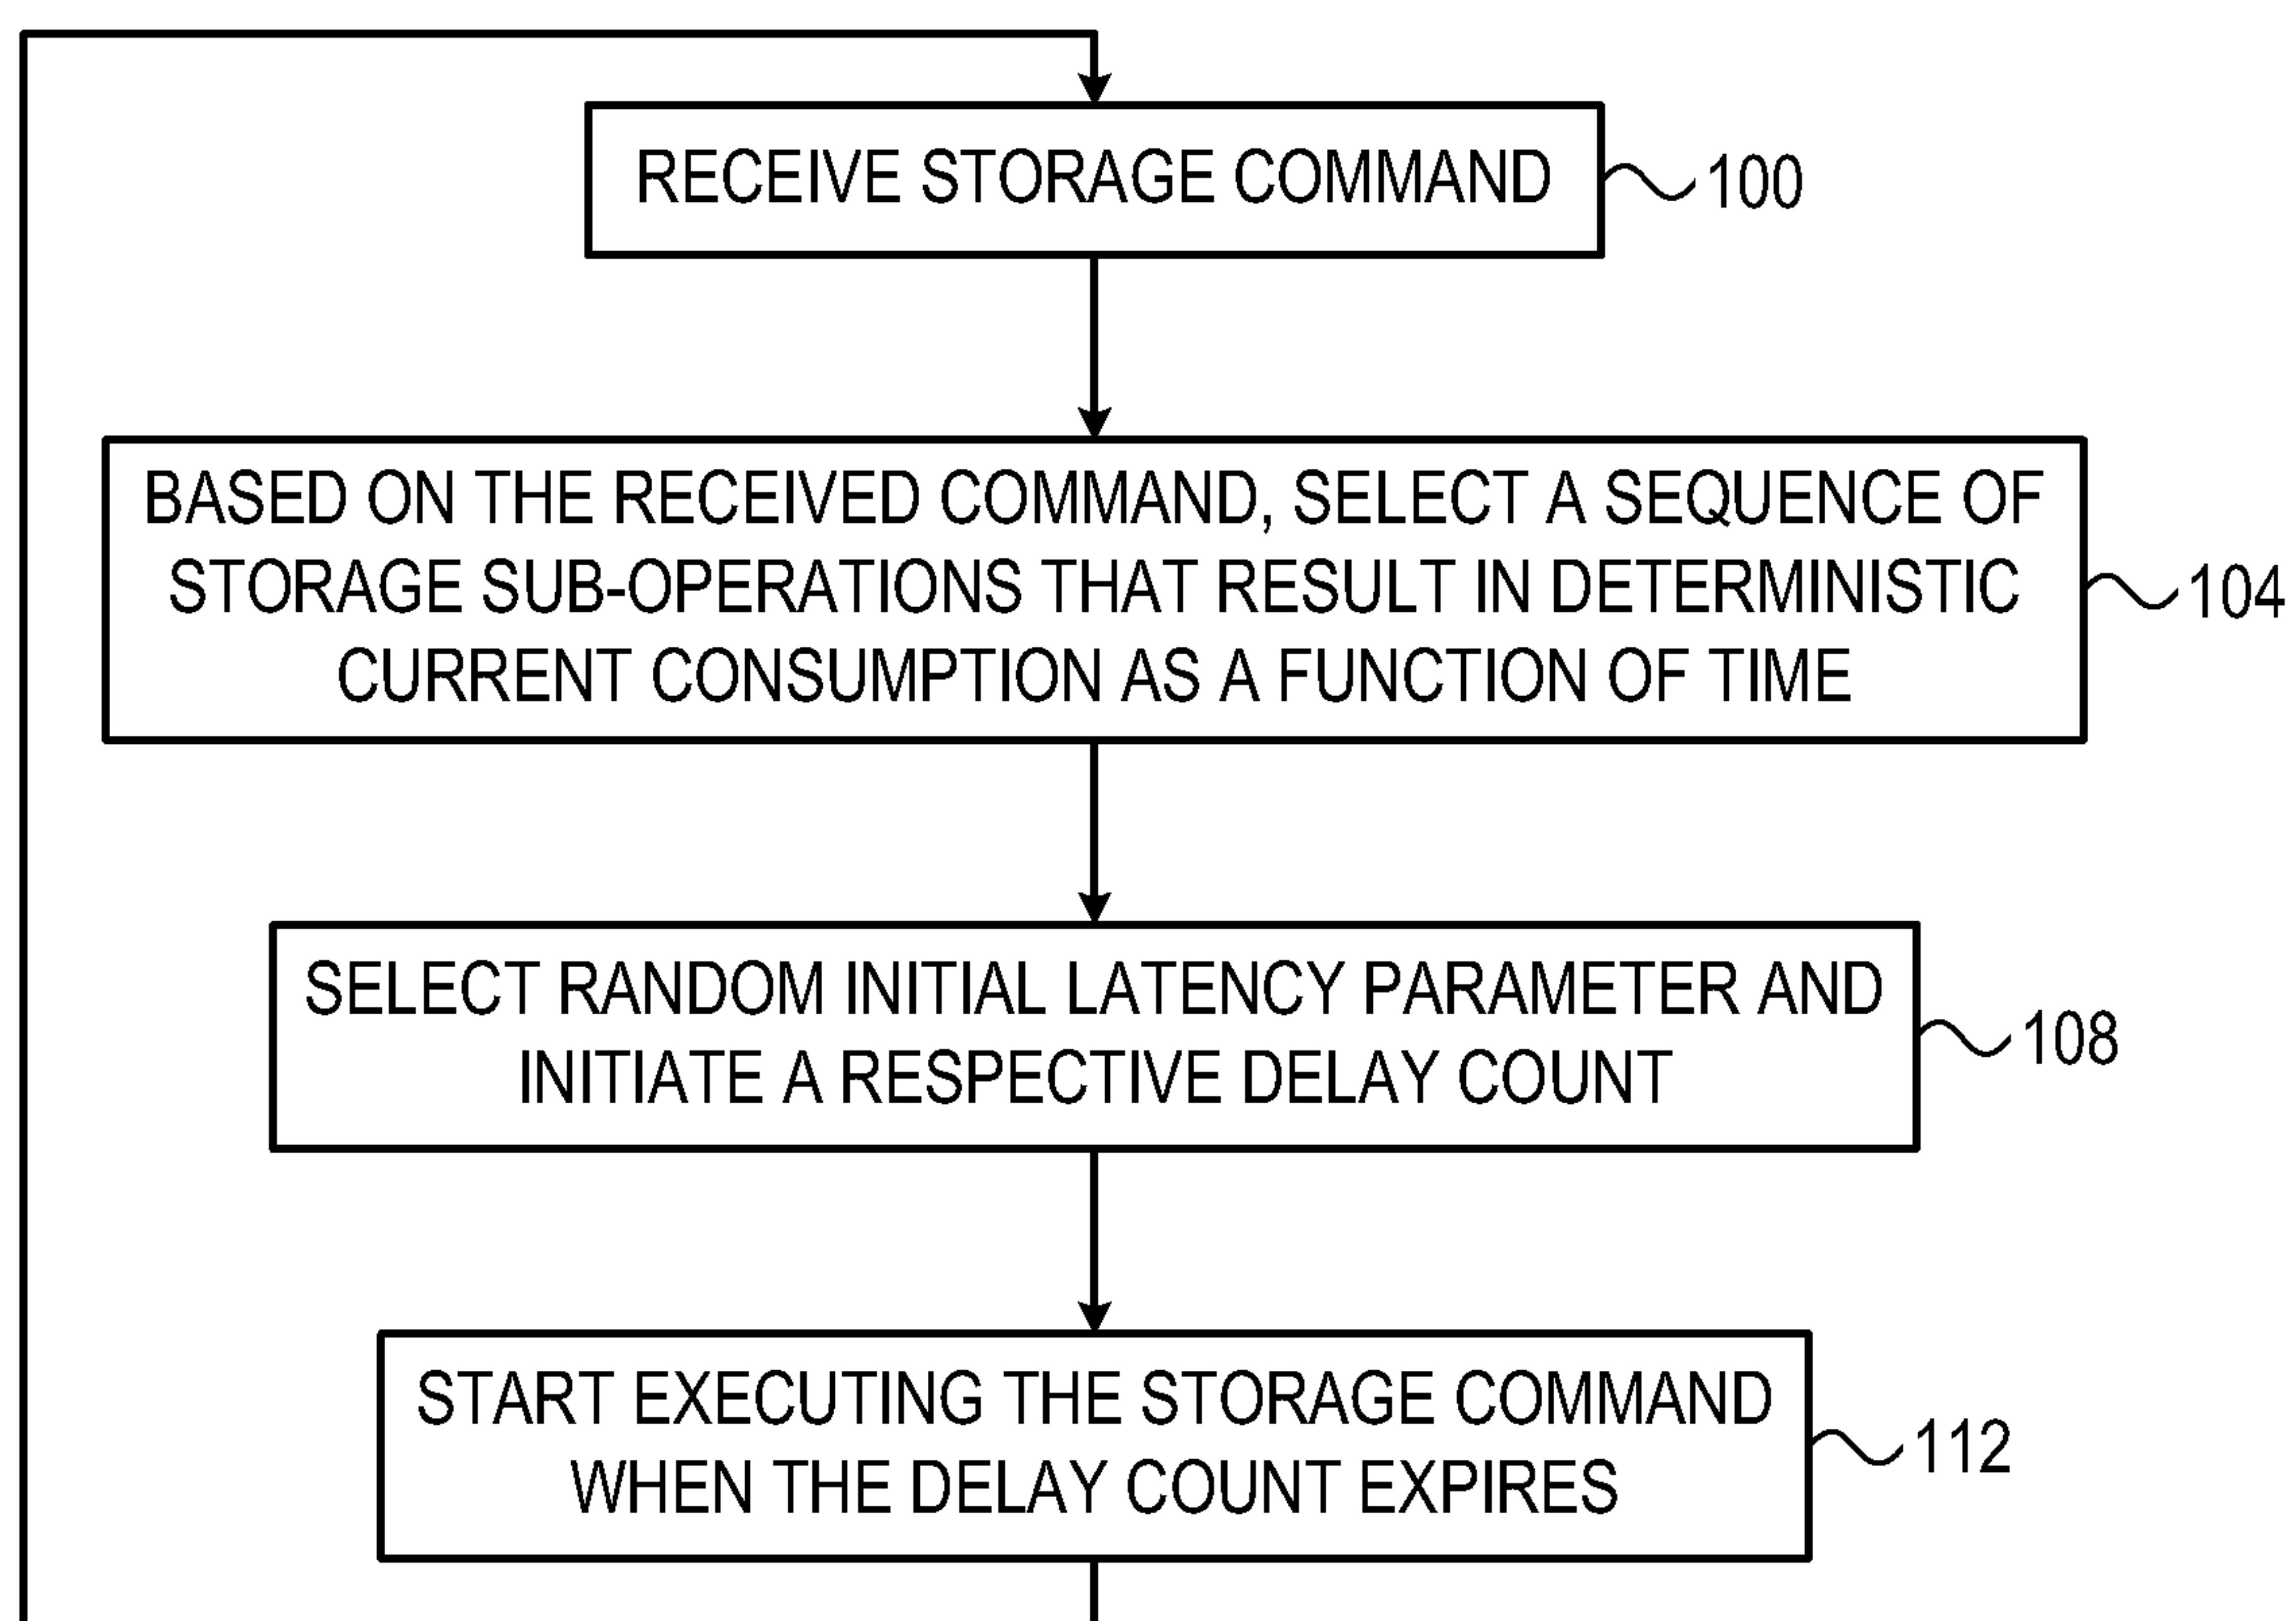 RECEIVE STORAGE COMMAND
100
BASED ON THE RECEIVED COMMAND, SELECT A SEQUENCE OF
STORAGE SUB-OPERATIONS THAT RESULT IN DETERMINISTIC
CURRENT CONSUMPTION AS A FUNCTION OF TIME
104
SELECT RANDOM INITIAL LATENCY PARAMETER AND
INITIATE A RESPECTIVE DELAY COUNT
108
START EXECUTING THE STORAGE COMMAND
WHEN THE DELAY COUNT EXPIRES
112